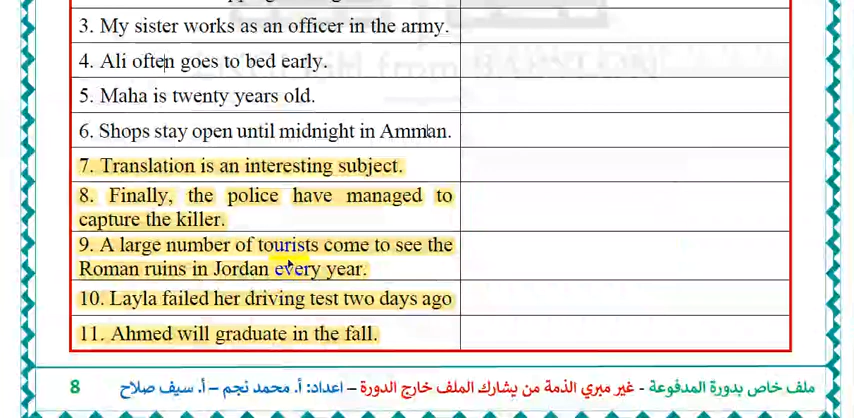 3. My sister works as an officer in the army.
4. Ali often goes to bed early.
5. Maha is twenty years old.
6. Shops stay open until midnight in Amman.
7. Translation is an interesting subject.
8. Finally, the police have managed to
capture the killer.
9. A large number of tourists come to see the
Roman ruins in Jordan every year.
10. Layla failed her driving test two days ago
11. Ahmed will graduate in the fall.
ملف خاص بدورة المدفوعة - غير مبري الذمة من يشارك الملف خارج الدورة – اعداد: أ. محمد نجم – أ. سيف صلاح
8